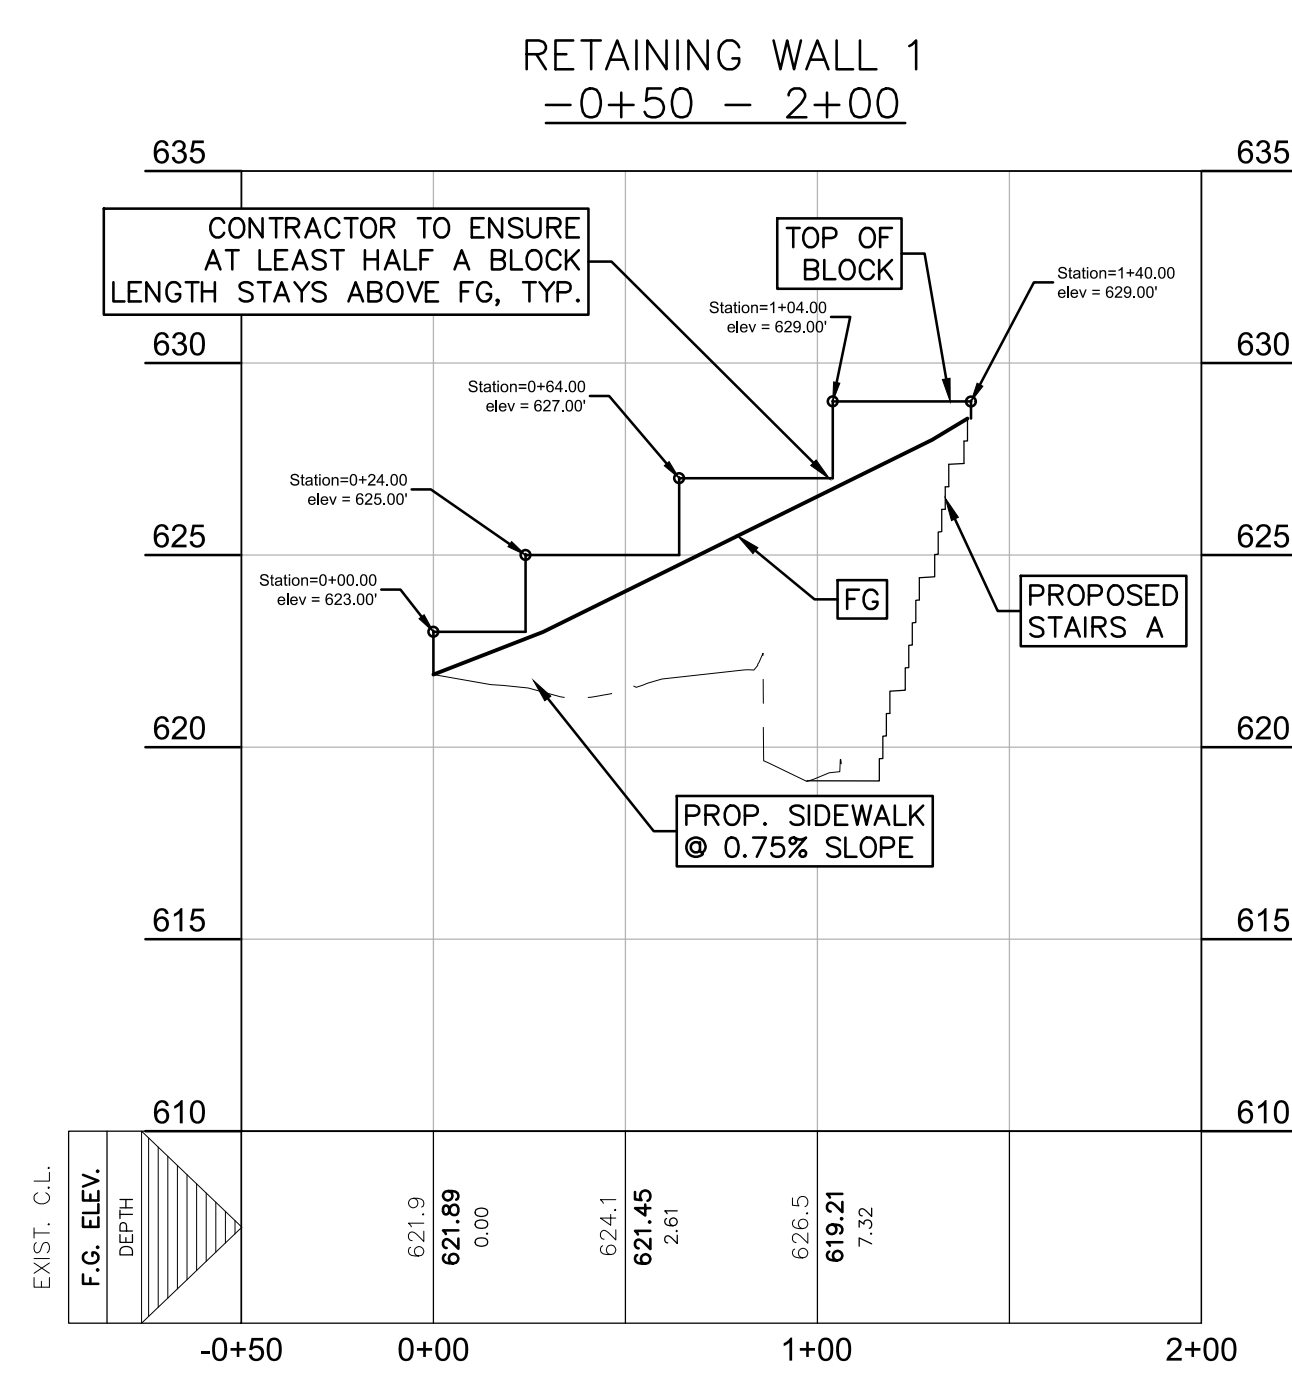 RETAINING WALL 1
-0+50 - 2+00
635
635
CONTRACTOR TO ENSURE
AT LEAST HALF A BLOCK
LENGTH STAYS ABOVE FG, TYP.
TOP OF
BLOCK
Station=1+40.00
elev = 629.00'
Station=1+04.00
elev = 629.00'
630
630
Station=0+64.00
elev = 627.00'
Station=0+24.00
elev = 625.00'
625
625
Station=0+00.00
elev = 623.00'
FG
PROPOSED
STAIRS A
620
620
PROP. SIDEWALK
@ 0.75% SLOPE
615
615
610
610
EXIST. C.L.
F.G. ELEV.
DEPTH
621.9
621.89
0.00
624.1
621.45
2.61
626.5
619.21
7.32
-0+50
0+00
1+00
2+00